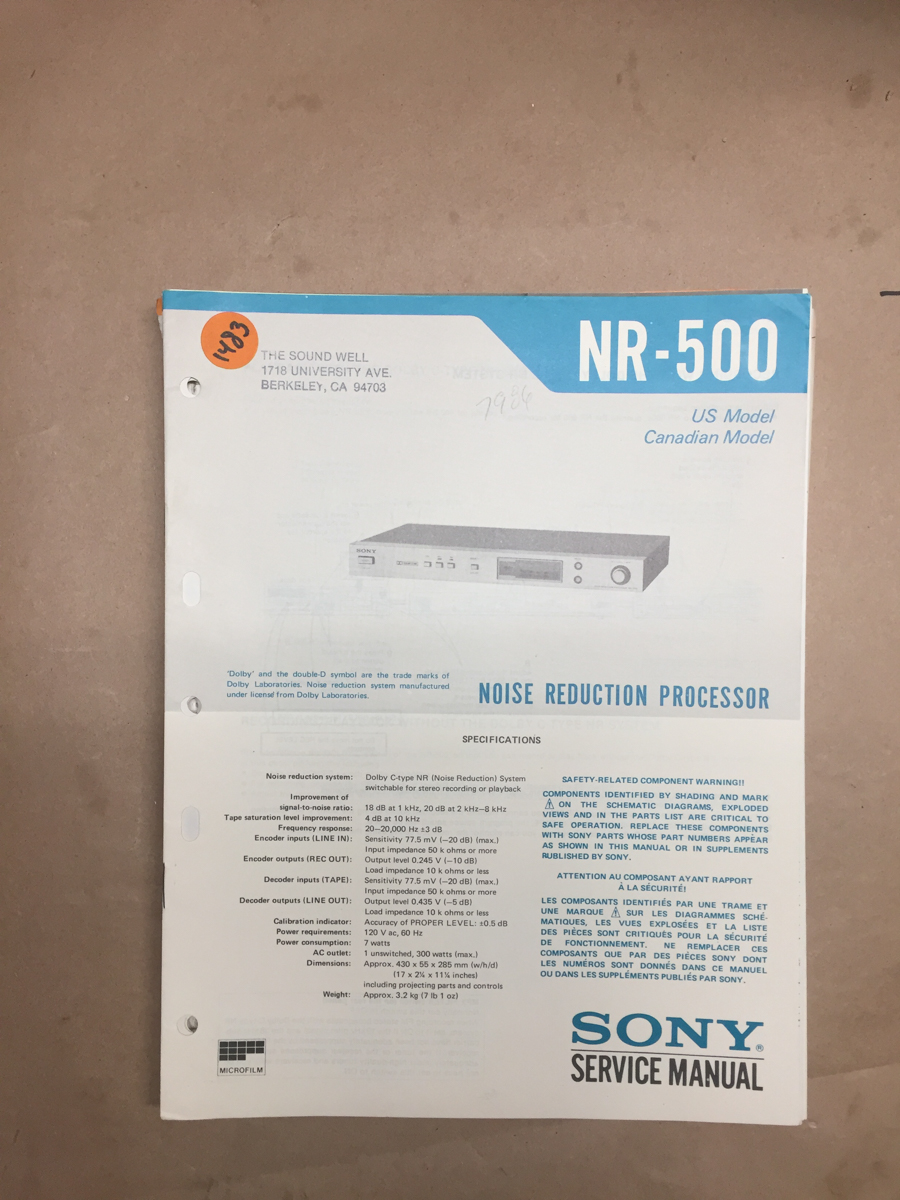 1483
NR-500
THE SOUND WELL
1718 UNIVERSITY AVE.
BERKELEY, CA 94703
US Model
Canadian Model
SONY
"Dolby" and the double-D symbol are the trade marks of
Dolby Laboratories. Noise reduction system manufactured
under license from Dolby Laboratories.
NOISE REDUCTION PROCESSOR
SPECIFICATIONS
Noise reduction system: Dolby C-type NR (Noise Reduction) System
switchable for stereo recording or playback
Improvement of
signal-to-noise ratio: 18 dB at 1 kHz, 20 dB at 2 kHz–8 kHz
Tape saturation level improvement: 4 dB at 10 kHz
Frequency response: 20–20,000 Hz ±3 dB
Encoder inputs (LINE IN): Sensitivity 77.5 mV (–20 dB) (max.)
Input impedance 50 k ohms or more
Encoder outputs (REC OUT): Output level 0.245 V (–10 dB)
Load impedance 10 k ohms or less
Decoder inputs (TAPE): Sensitivity 77.5 mV (–20 dB) (max.)
Input impedance 50 k ohms or more
Decoder outputs (LINE OUT): Output level 0.435 V (–5 dB)
Load impedance 10 k ohms or less
Calibration indicator: Accuracy of PROPER LEVEL: ±0.5 dB
Power requirements: 120 V ac, 60 Hz
Power consumption: 7 watts
AC outlet: 1 unswitched, 300 watts (max.)
Dimensions: Approx. 430 x 55 x 285 mm (w/h/d)
(17 x 2¼ x 11¼ inches)
including projecting parts and controls
Weight: Approx. 3.2 kg (7 lb 1 oz)
SAFETY-RELATED COMPONENT WARNING!!
COMPONENTS IDENTIFIED BY SHADING AND MARK
⚠ ON THE SCHEMATIC DIAGRAMS, EXPLODED
VIEWS AND IN THE PARTS LIST ARE CRITICAL TO
SAFE OPERATION. REPLACE THESE COMPONENTS
WITH SONY PARTS WHOSE PART NUMBERS APPEAR
AS SHOWN IN THIS MANUAL OR IN SUPPLEMENTS
PUBLISHED BY SONY.
ATTENTION AU COMPOSANT AYANT RAPPORT
À LA SÉCURITÉ!
LES COMPOSANTS IDENTIFIÉS PAR UNE TRAME ET
UNE MARQUE ⚠ SUR LES DIAGRAMMES SCHÉ-
MATIQUES, LES VUES EXPLOSÉES ET LA LISTE
DES PIÈCES SONT CRITIQUÉS POUR LA SÉCURITÉ
DE FONCTIONNEMENT. NE REMPLACER CES
COMPOSANTS QUE PAR DES PIÈCES SONY DONT
LES NUMÉROS SONT DONNÉS DANS CE MANUEL
OU DANS LES SUPPLÉMENTS PUBLIÉS PAR SONY.
MICROFILM
SONY®
SERVICE MANUAL